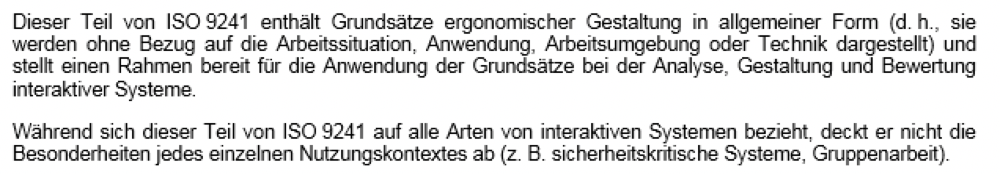 Dieser Teil von ISO 9241 enthält Grundsätze ergonomischer Gestaltung in allgemeiner Form (d. h., sie
werden ohne Bezug auf die Arbeitssituation, Anwendung, Arbeitsumgebung oder Technik dargestellt) und
stellt einen Rahmen bereit für die Anwendung der Grundsätze bei der Analyse, Gestaltung und Bewertung
interaktiver Systeme.
Während sich dieser Teil von ISO 9241 auf alle Arten von interaktiven Systemen bezieht, deckt er nicht die
Besonderheiten jedes einzelnen Nutzungskontextes ab (z. B. sicherheitskritische Systeme, Gruppenarbeit).